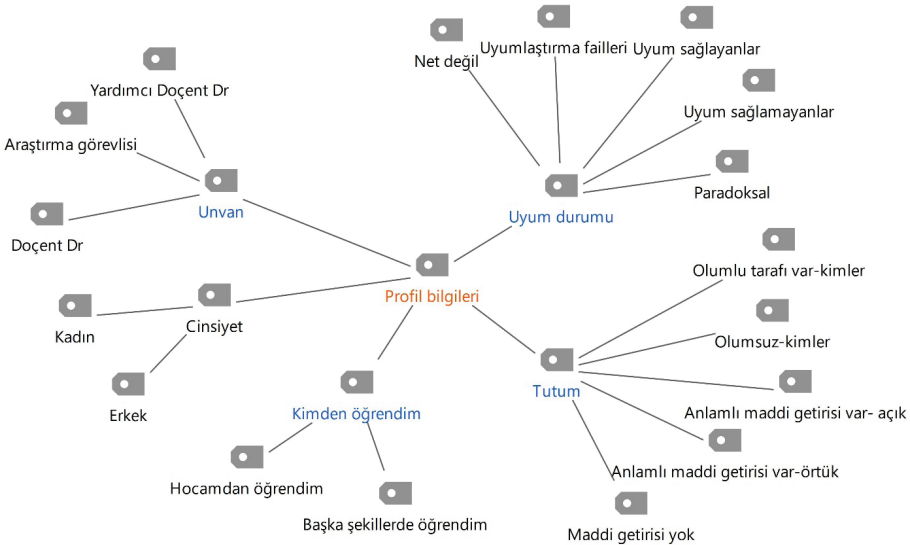 Net değil
Uyumlaştırma failleri
Uyum sağlayanlar
Yardımcı Doçent Dr
Uyum sağlamayanlar
Araştırma görevlisi
Paradoksal
Unvan
Uyum durumu
Doçent Dr
Olumlu tarafı var-kimler
Profil bilgileri
Cinsiyet
Kadın
Olumsuz-kimler
Tutum
Erkek
Kimden öğrendim
Anlamlı maddi getirisi var- açık
Anlamlı maddi getirisi var-örtük
Hocamdan öğrendim
Başka şekillerde öğrendim
Maddi getirisi yok